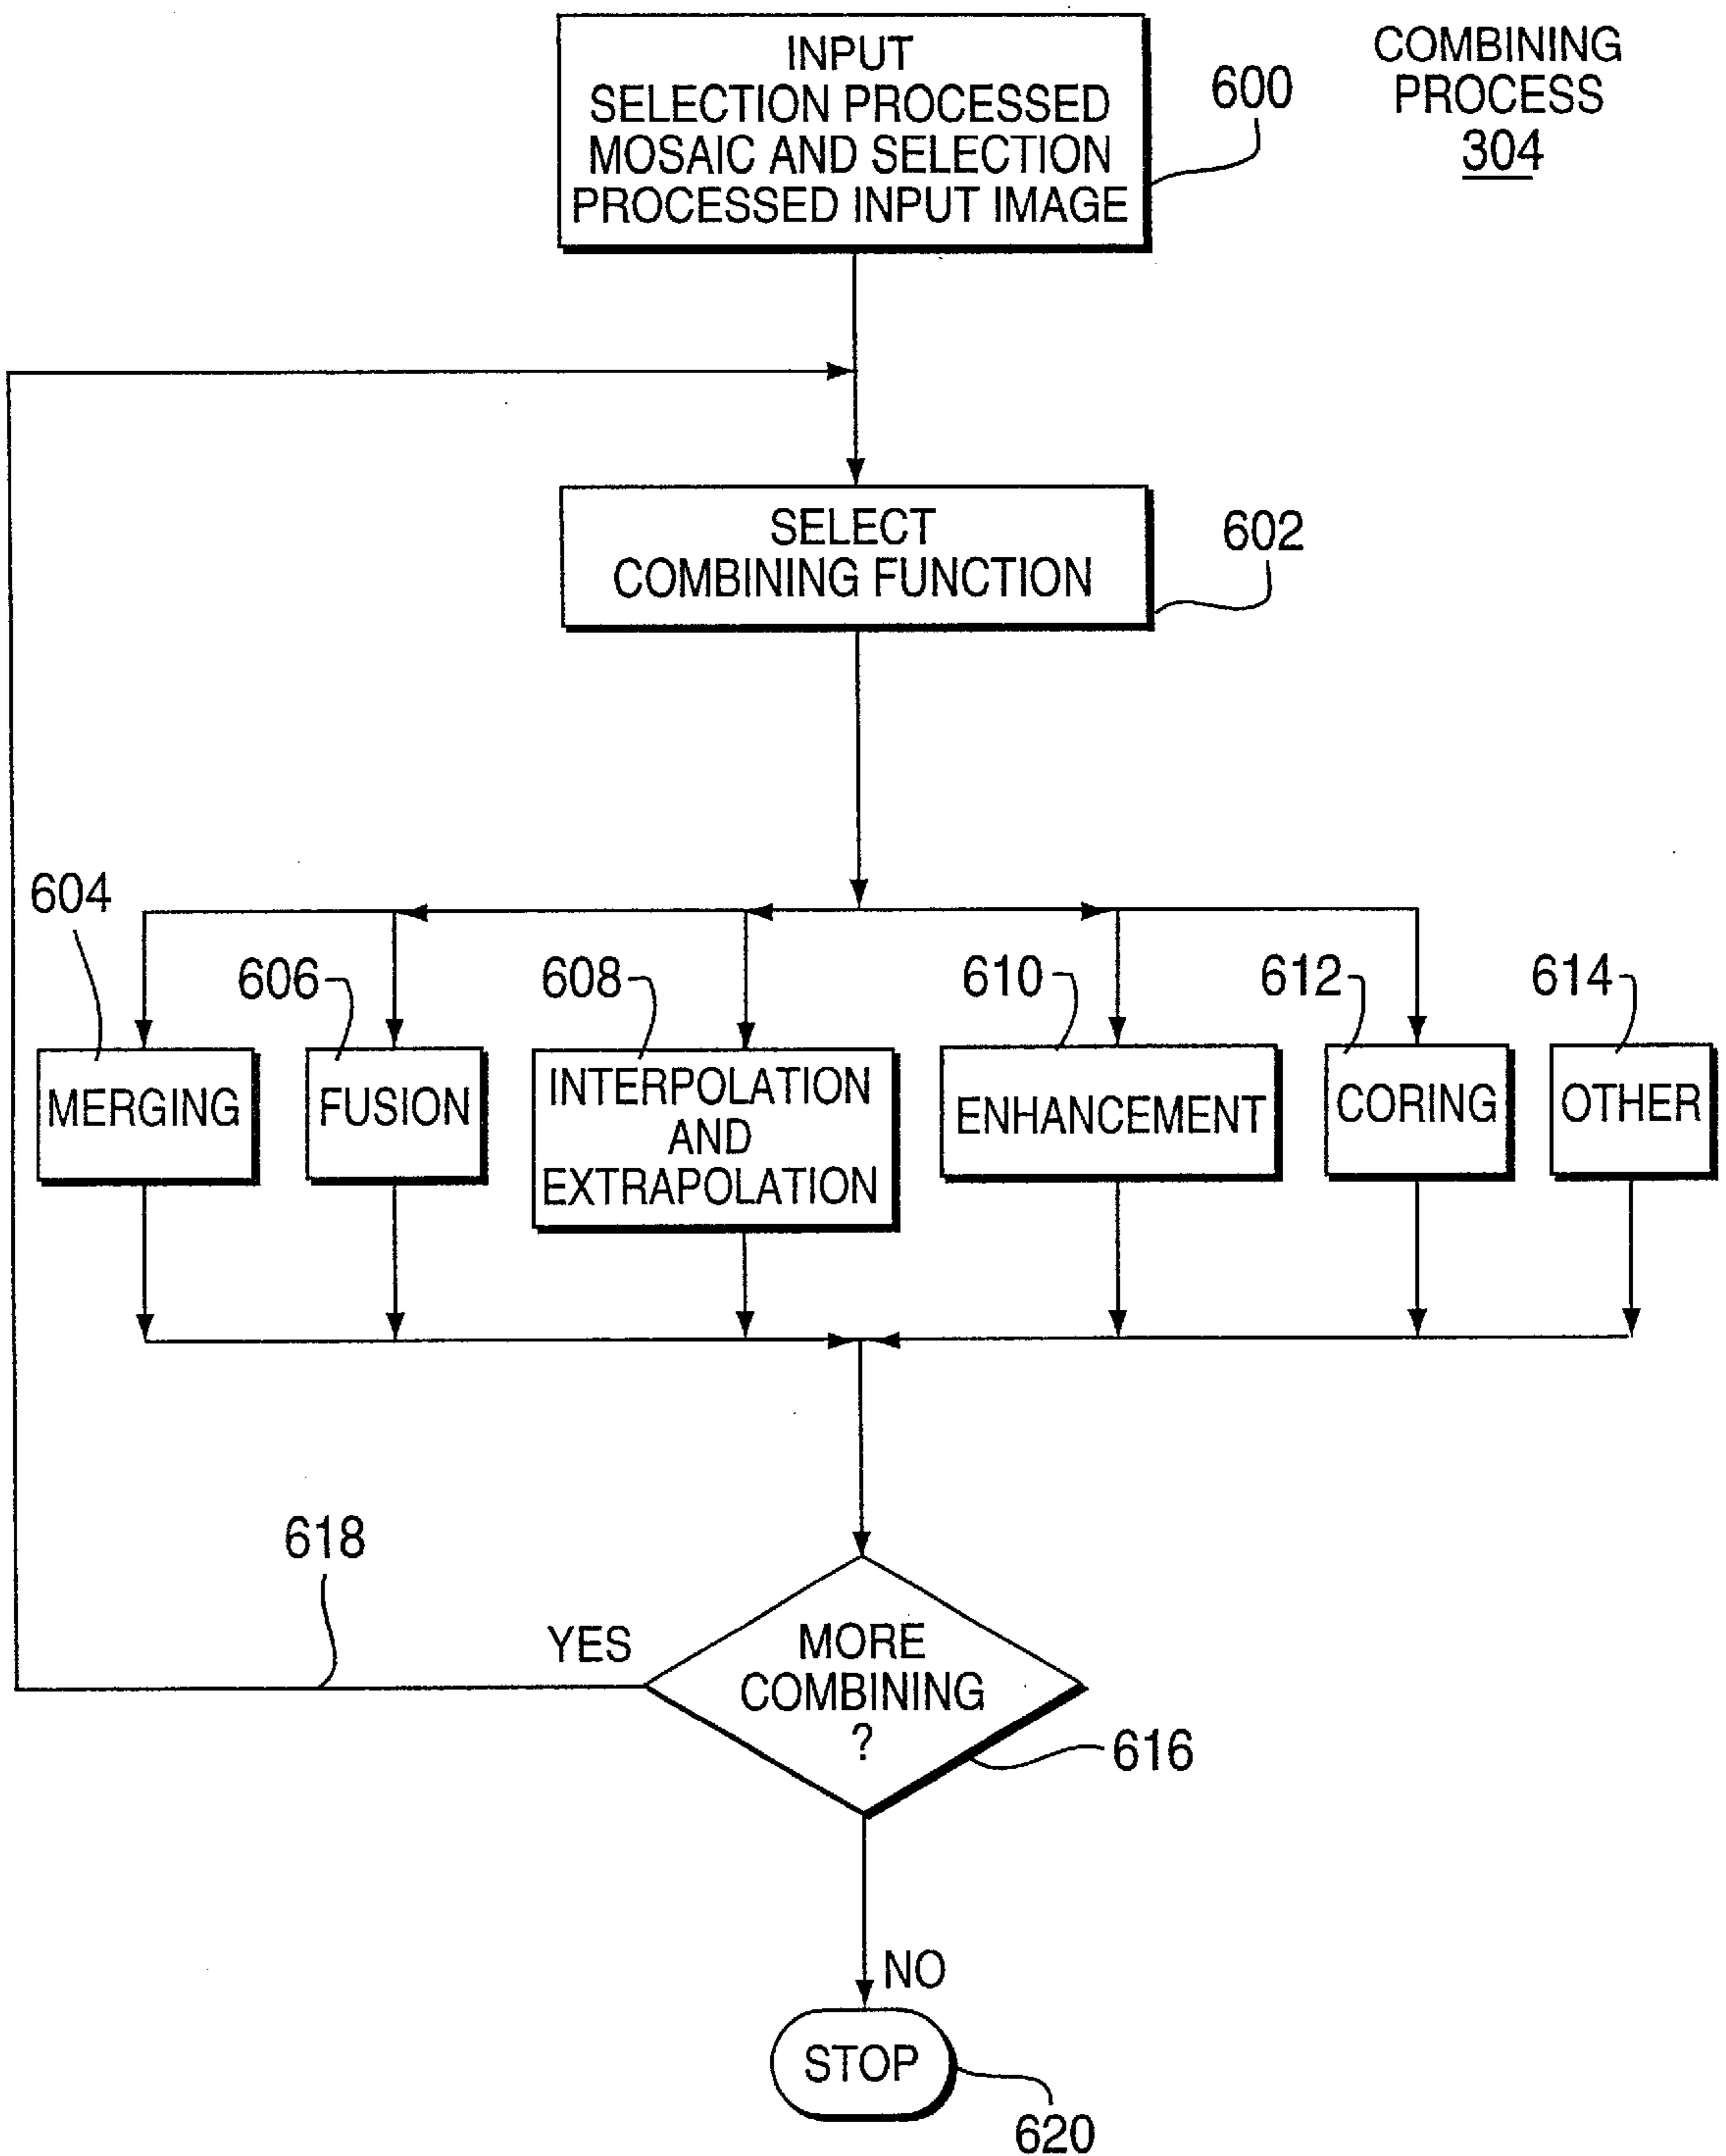 COMBINING
PROCESS
304
INPUT
SELECTION PROCESSED
MOSAIC AND SELECTION
PROCESSED INPUT IMAGE
600
SELECT
COMBINING FUNCTION
602
604
606
608
610
612
614
MERGING
FUSION
INTERPOLATION
AND
EXTRAPOLATION
ENHANCEMENT
CORING
OTHER
618
YES
MORE
COMBINING
?
616
NO
STOP
620